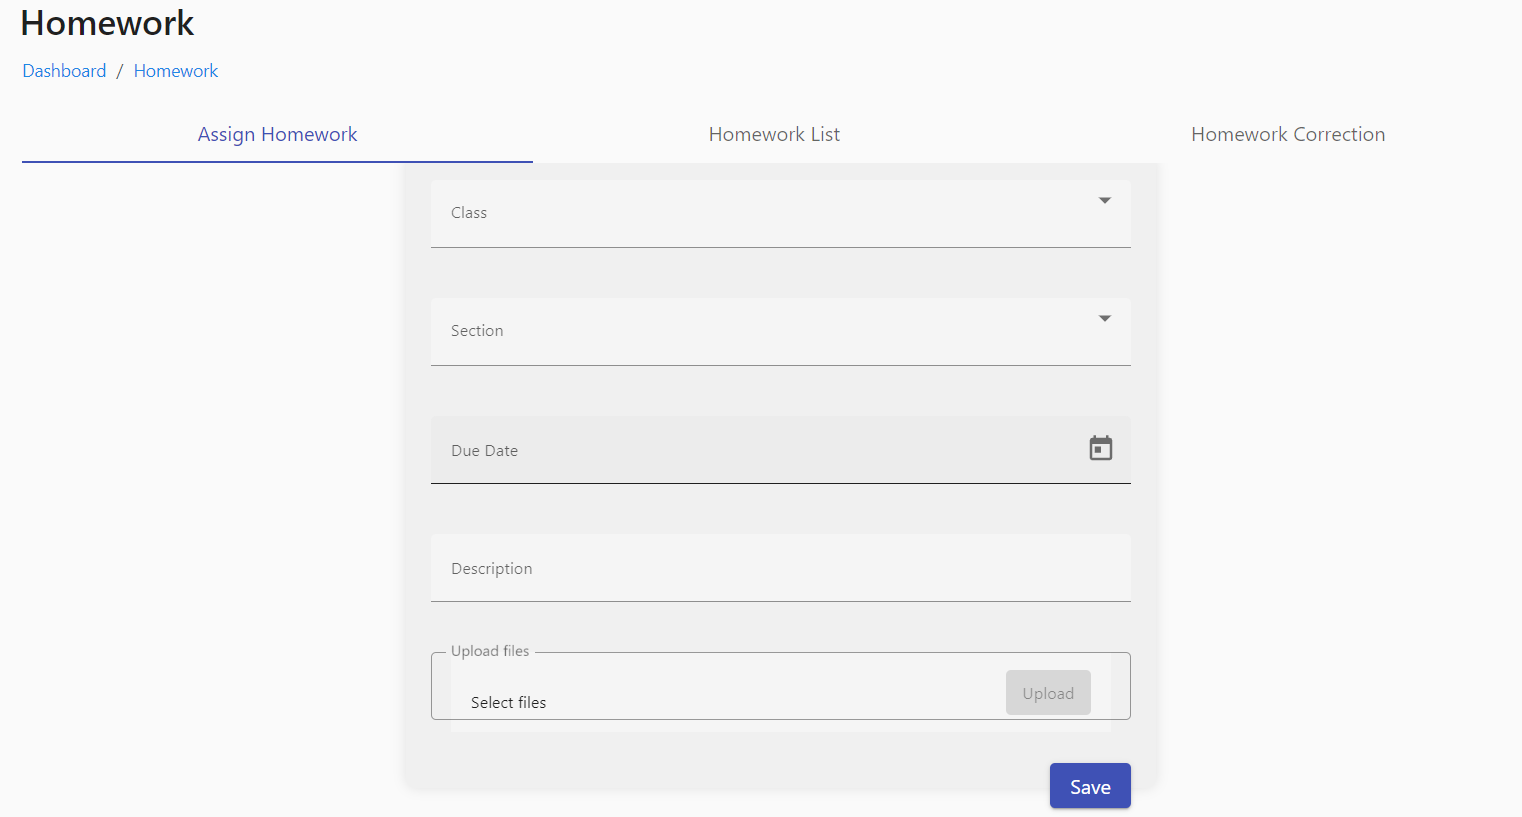 Homework
Dashboard / Homework
Assign Homework Homework List Homework Correction
Class
Section
Due Date
Description
Upload files
Select files Upload
Save